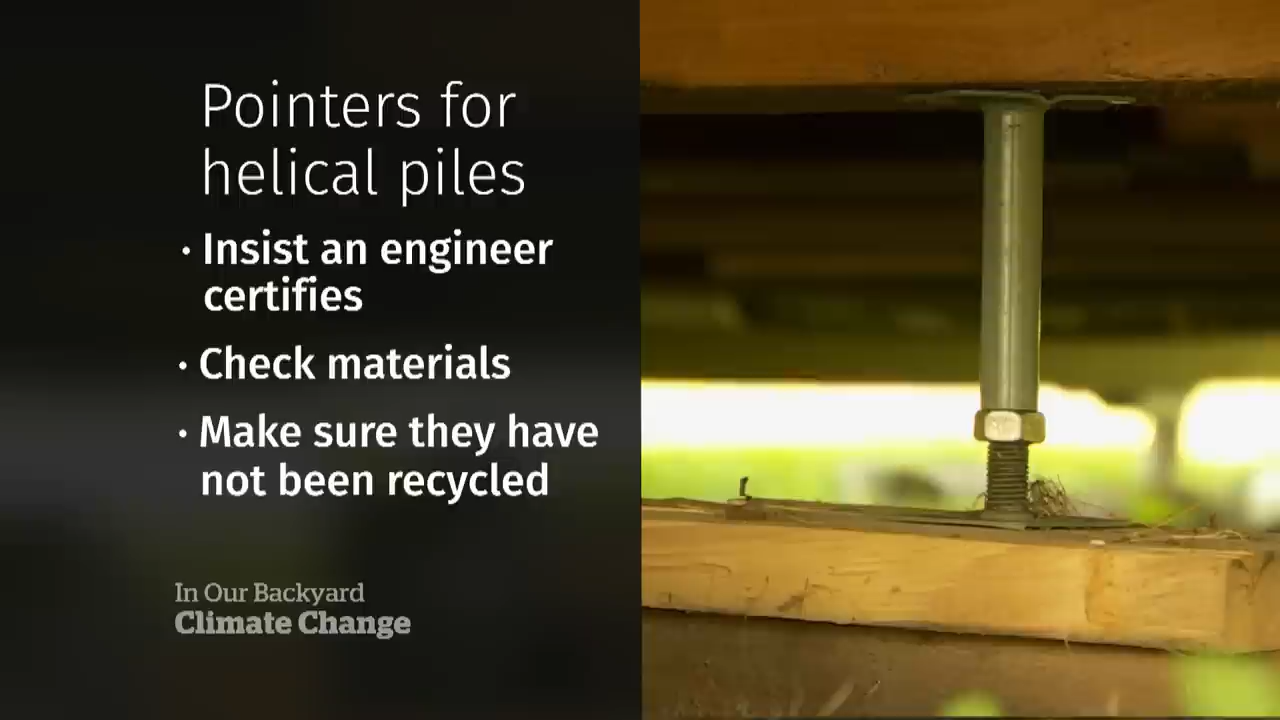 Pointers for
helical piles
· Insist an engineer
certifies
· Check materials
· Make sure they have
not been recycled
In Our Backyard
Climate Change